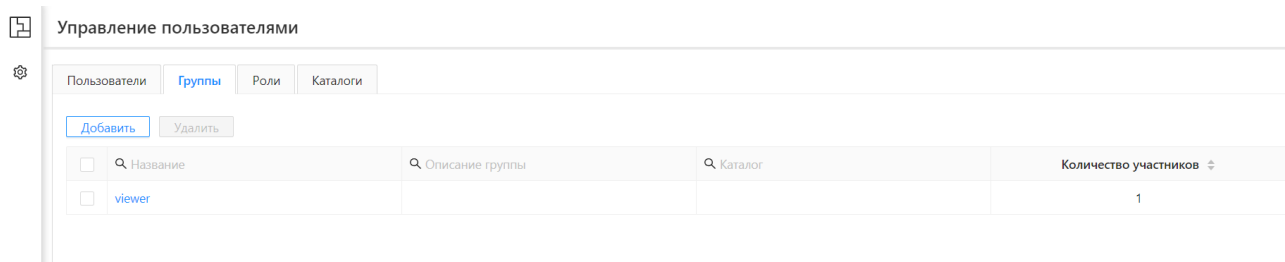 Управление пользователями
Пользователи Группы Роли Каталоги
Добавить Удалить
Название Описание группы Каталог Количество участников
viewer 1